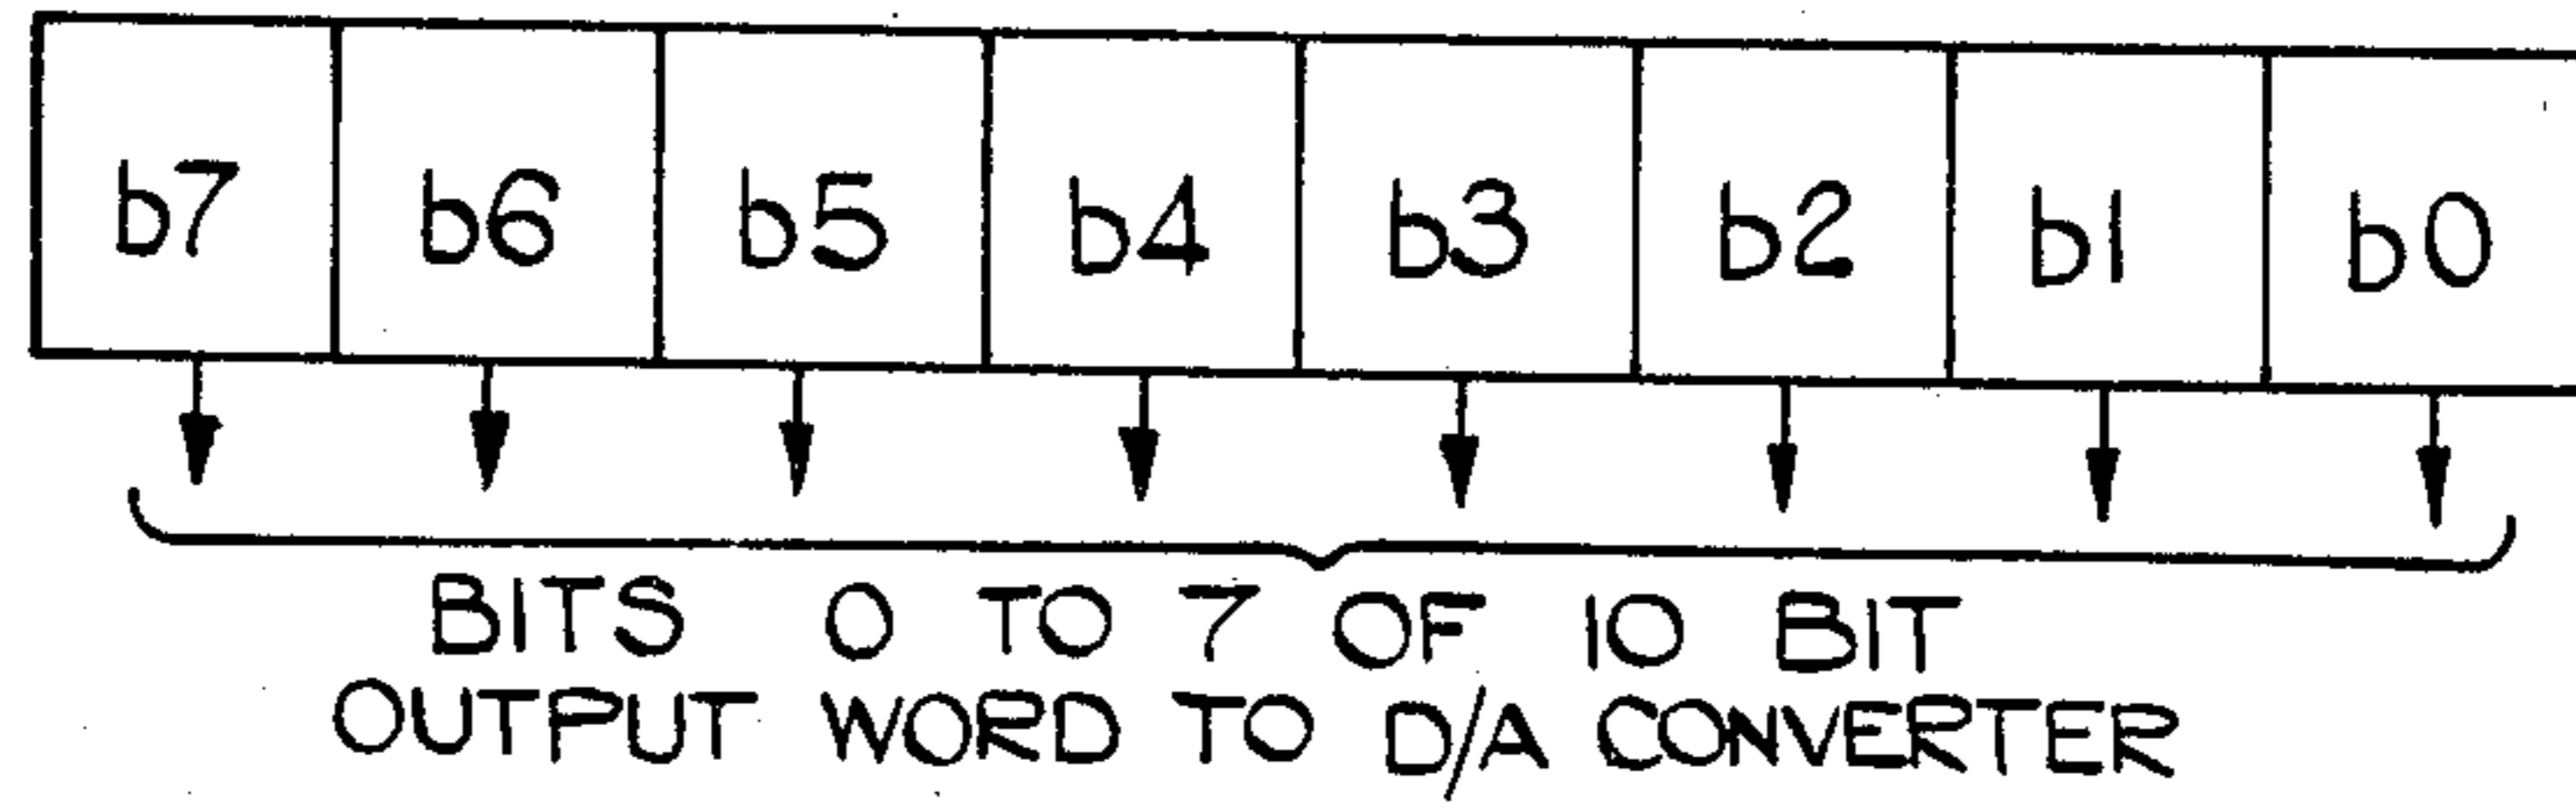 b7 b6 b5 b4 b3 b2 b1 b0
BITS 0 TO 7 OF 10 BIT
OUTPUT WORD TO D/A CONVERTER